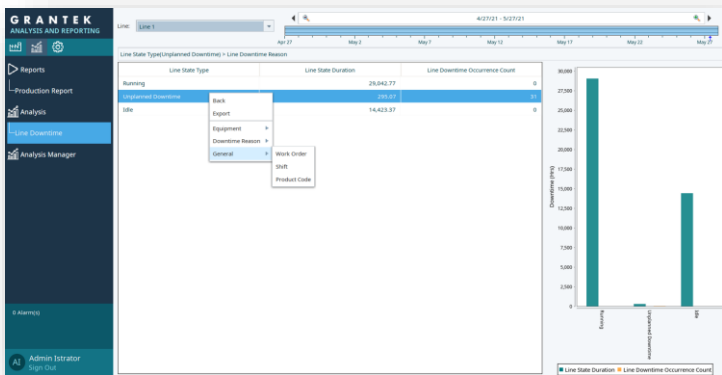 GRANTEK
ANALYSIS AND REPORTING
Reports
Production Report
Analysis
Line Downtime
Analysis Manager
0 Alarm(s)
AI
Admin Istrator
Sign Out
Line: Line 1
4/27/21 - 5/27/21
Apr 27 May 2 May 7 May 12 May 17 May 22 May 27
Line State Type(Unplanned Downtime) > Line Downtime Reason
Line State Type Line State Duration Line Downtime Occurrence Count
Running 29,042.77 0
Unplanned Downtime 295.07 51
Idle 14,423.37 0
Back
Export
Equipment
Downtime Reason
General
Work Order
Shift
Product Code
Downtime (Hrs)
30,000
27,500
25,000
22,500
20,000
17,500
15,000
12,500
10,000
7,500
5,000
2,500
0
Running
Unplanned Downtime
Idle
Line State Duration Line Downtime Occurrence Count